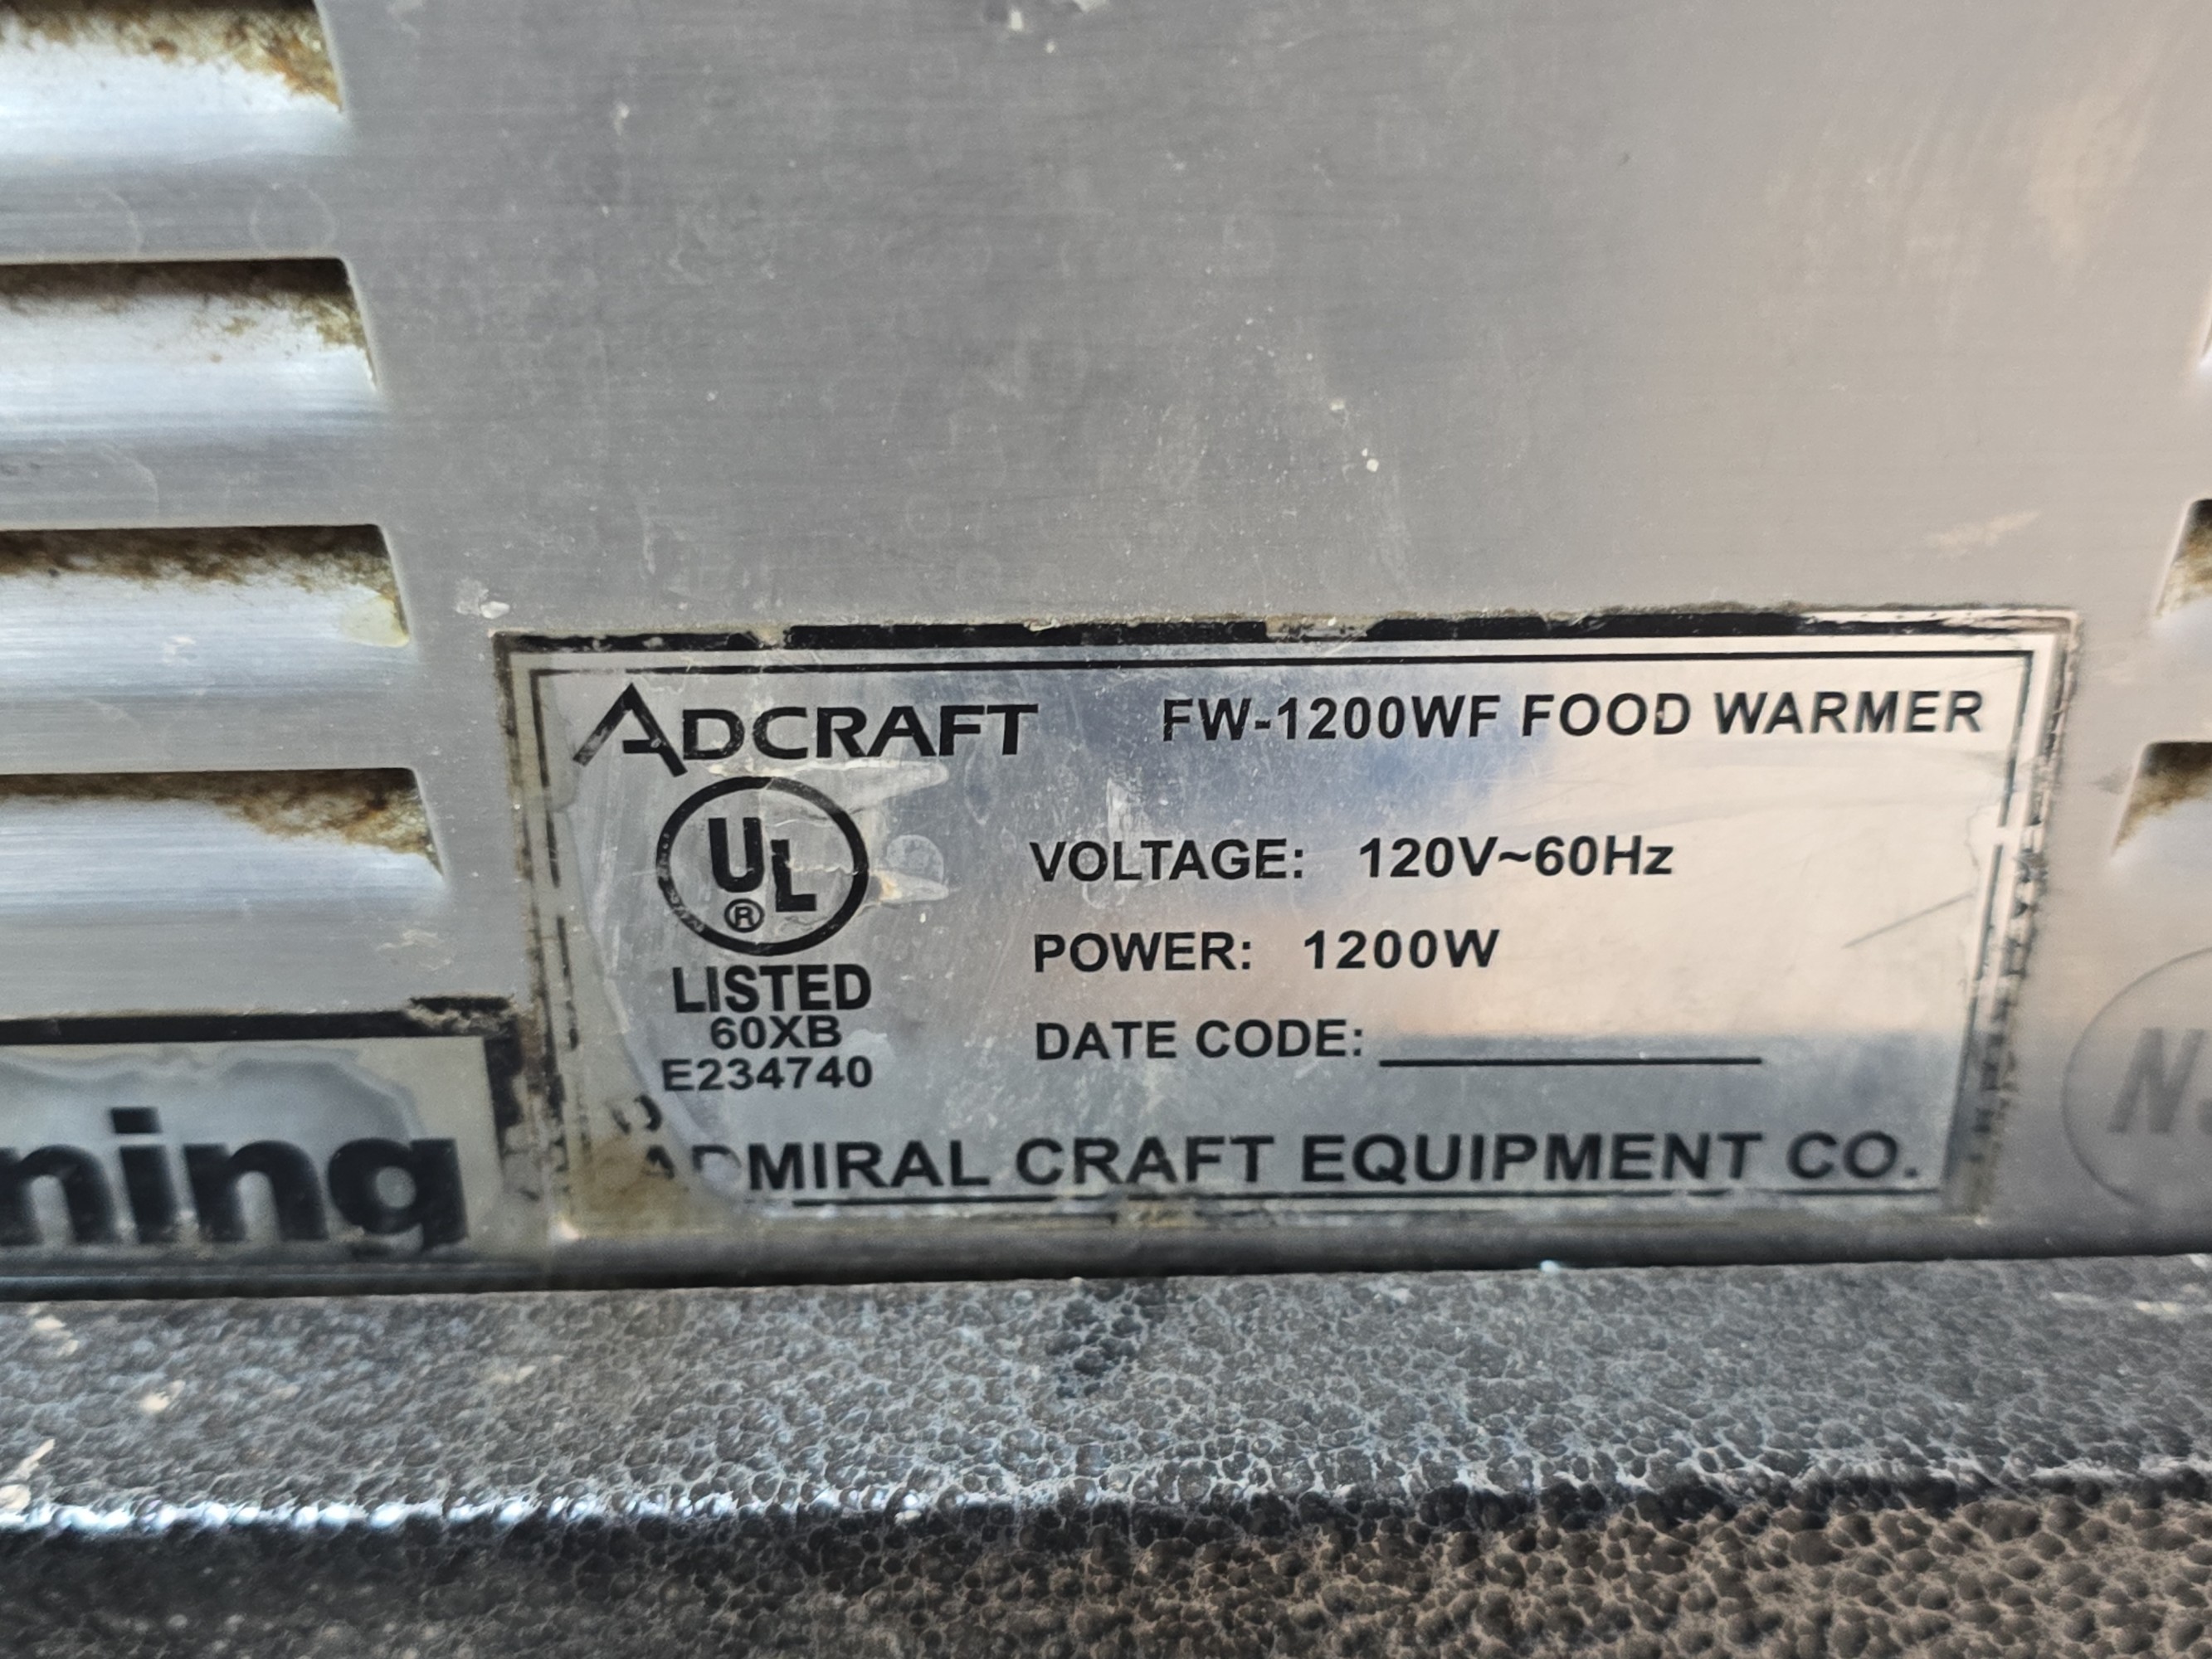 ADCRAFT FW-1200WF FOOD WARMER
UL
®
LISTED
60XB
E234740
VOLTAGE: 120V~60Hz
POWER: 1200W
DATE CODE:
ADMIRAL CRAFT EQUIPMENT CO.
ning